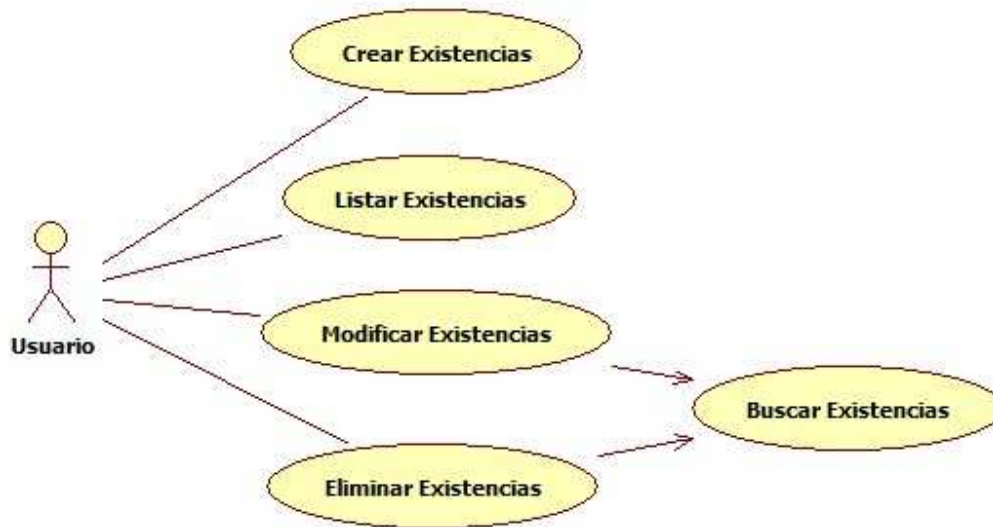 Crear Existencias
Listar Existencias
Usuario
Modificar Existencias
Buscar Existencias
Eliminar Existencias